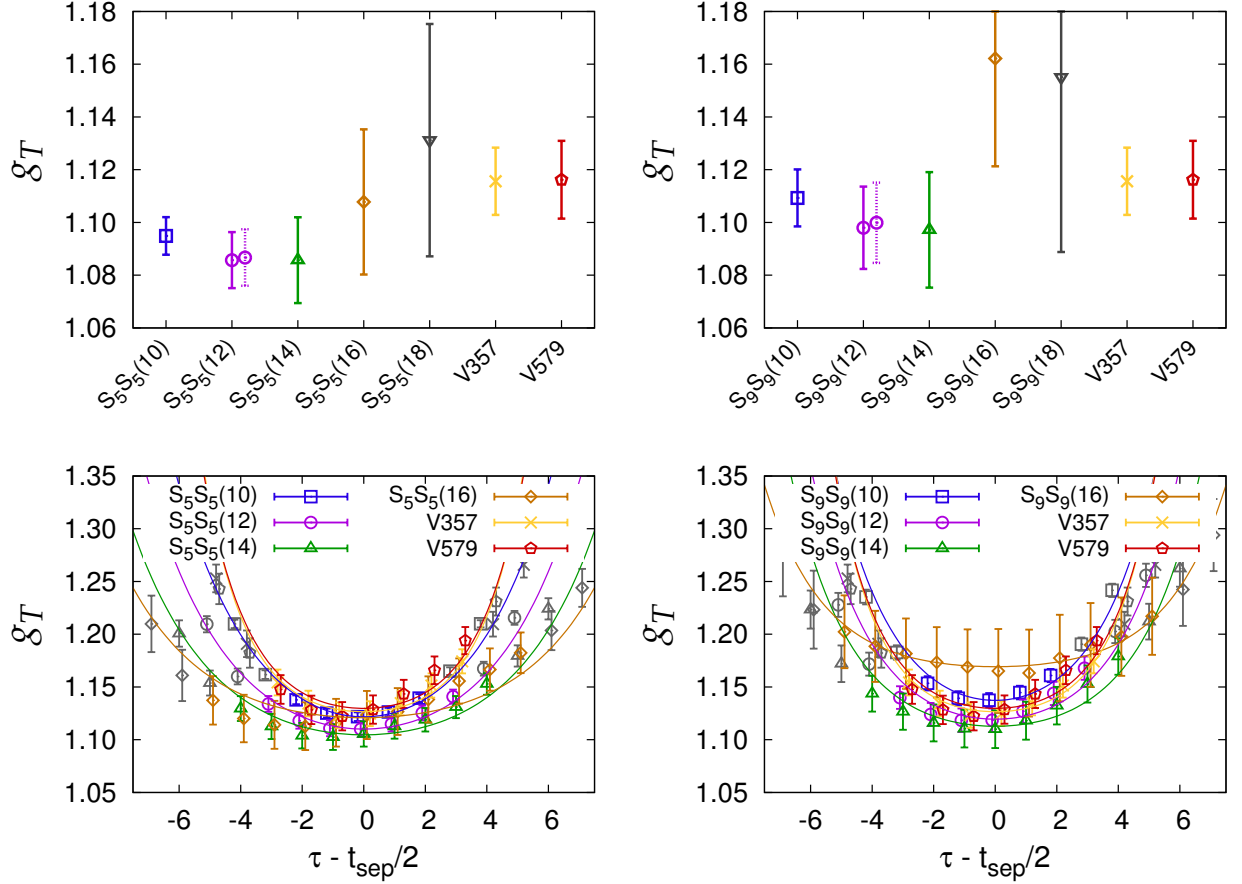 1.18
1.16
1.14
1.12
1.10
1.08
1.06
g_T
S₅S₅(10)
S₅S₅(12)
S₅S₅(14)
S₅S₅(16)
S₅S₅(18)
V357
V579
1.18
1.16
1.14
1.12
1.10
1.08
1.06
g_T
S₉S₉(10)
S₉S₉(12)
S₉S₉(14)
S₉S₉(16)
S₉S₉(18)
V357
V579
1.35
1.30
1.25
1.20
1.15
1.10
1.05
g_T
S₅S₅(10) S₅S₅(16)
S₅S₅(12) V357
S₅S₅(14) V579
-6 -4 -2 0 2 4 6
τ - t_sep/2
1.35
1.30
1.25
1.20
1.15
1.10
1.05
g_T
S₉S₉(10) S₉S₉(16)
S₉S₉(12) V357
S₉S₉(14) V579
-6 -4 -2 0 2 4 6
τ - t_sep/2